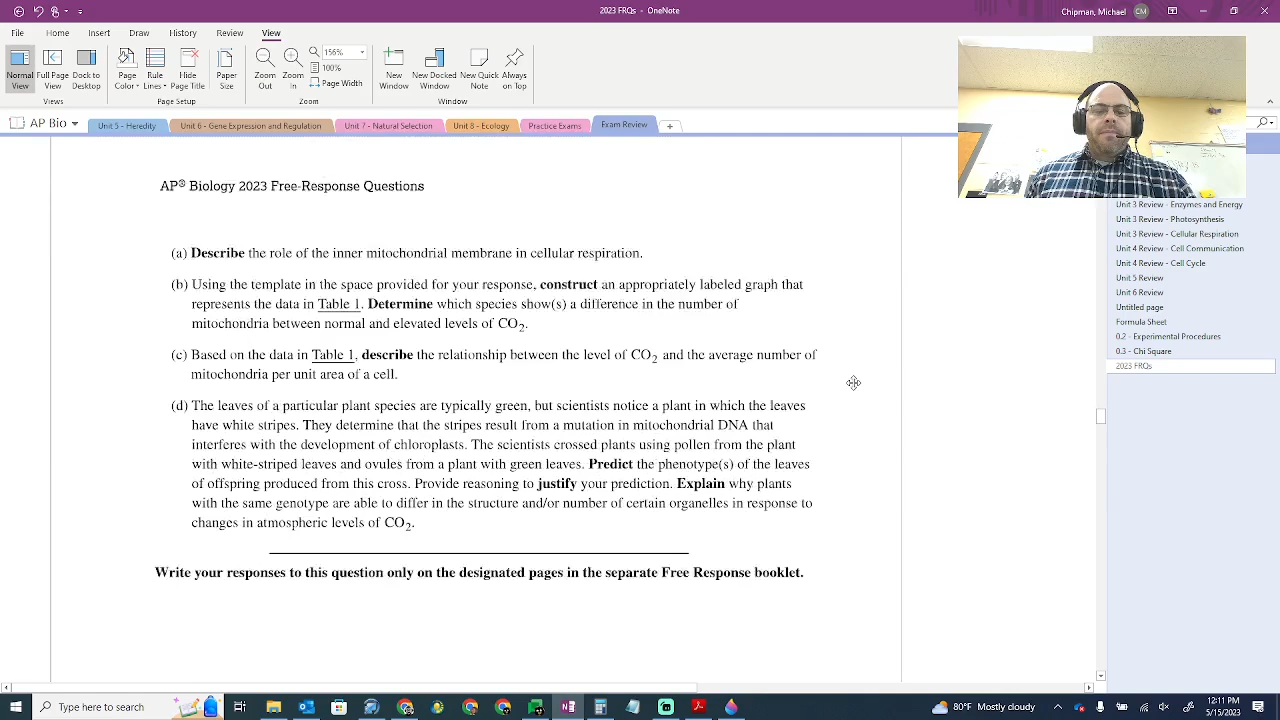 2023 FRQs - OneNote
CM
File Home Insert Draw History Review View
Normal View
Full Page View
Dock to Desktop
Page Color
Rule Lines
Hide Page Title
Paper Size
Zoom Out
Zoom In
156%
100%
Page Width
New Window
New Docked Window
New Quick Note
Always on Top
Views Page Setup Zoom Window
AP Bio Unit 5 - Heredity Unit 6 - Gene Expression and Regulation Unit 7 - Natural Selection Unit 8 - Ecology Practice Exams Exam Review +
AP® Biology 2023 Free-Response Questions
(a) Describe the role of the inner mitochondrial membrane in cellular respiration.
(b) Using the template in the space provided for your response, construct an appropriately labeled graph that
represents the data in Table 1. Determine which species show(s) a difference in the number of
mitochondria between normal and elevated levels of CO2.
(c) Based on the data in Table 1, describe the relationship between the level of CO2 and the average number of
mitochondria per unit area of a cell.
(d) The leaves of a particular plant species are typically green, but scientists notice a plant in which the leaves
have white stripes. They determine that the stripes result from a mutation in mitochondrial DNA that
interferes with the development of chloroplasts. The scientists crossed plants using pollen from the plant
with white-striped leaves and ovules from a plant with green leaves. Predict the phenotype(s) of the leaves
of offspring produced from this cross. Provide reasoning to justify your prediction. Explain why plants
with the same genotype are able to differ in the structure and/or number of certain organelles in response to
changes in atmospheric levels of CO2.
Write your responses to this question only on the designated pages in the separate Free Response booklet.
Unit 3 Review - Enzymes and Energy
Unit 3 Review - Photosynthesis
Unit 3 Review - Cellular Respiration
Unit 4 Review - Cell Communication
Unit 4 Review - Cell Cycle
Unit 5 Review
Unit 6 Review
Untitled page
Formula Sheet
0.2 - Experimental Procedures
0.3 - Chi Square
2023 FRQs
Type here to search
80°F Mostly cloudy
12:11 PM
5/15/2023